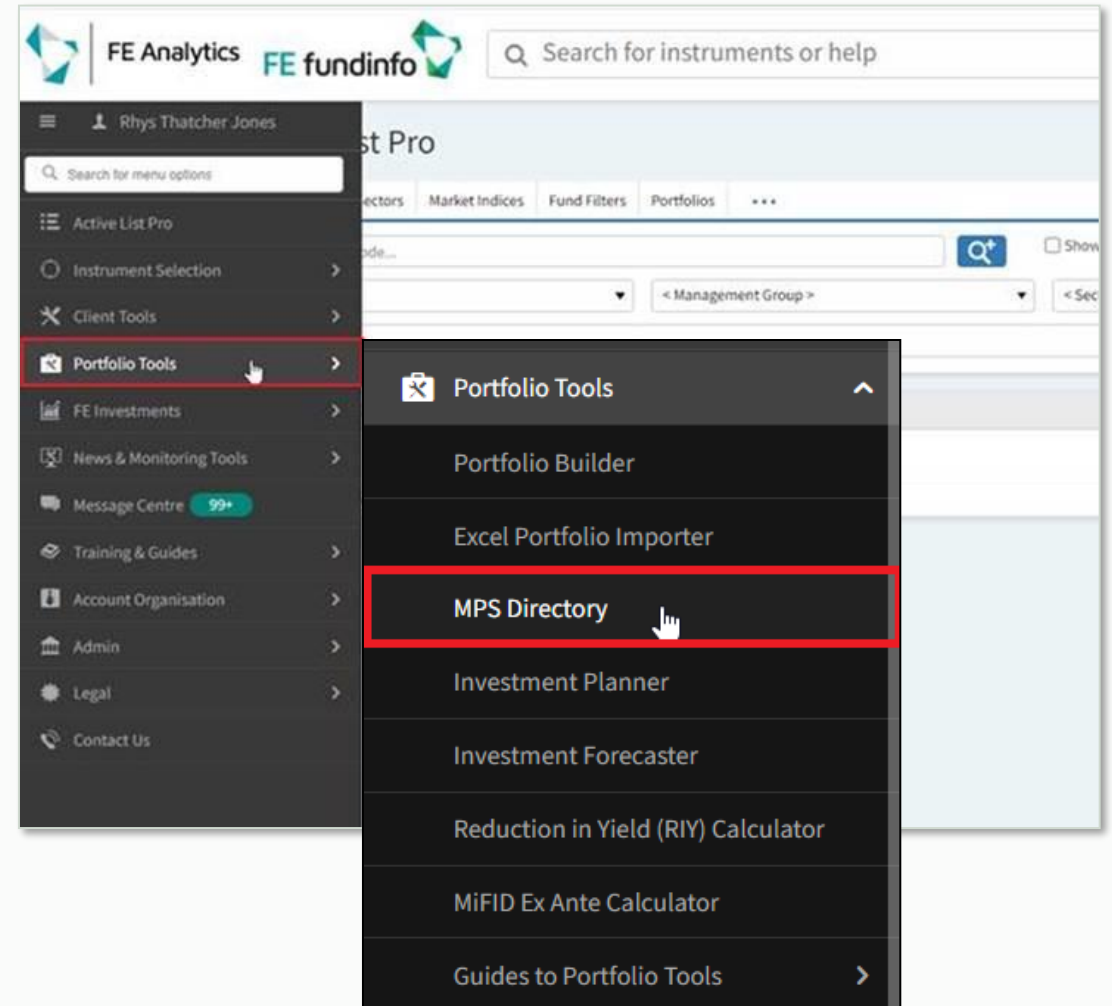 FE Analytics
FE fundinfo
Search for instruments or help
Rhys Thatcher Jones
st Pro
Search for menu options
ectors Market Indices Fund Filters Portfolios •••
Active List Pro
ode...
Show
Instrument Selection
< Management Group >
< Sec
Client Tools
Portfolio Tools
FE Investments
News & Monitoring Tools
Message Centre 99+
Training & Guides
Account Organisation
Admin
Legal
Contact Us
Portfolio Tools
Portfolio Builder
Excel Portfolio Importer
MPS Directory
Investment Planner
Investment Forecaster
Reduction in Yield (RIY) Calculator
MiFID Ex Ante Calculator
Guides to Portfolio Tools